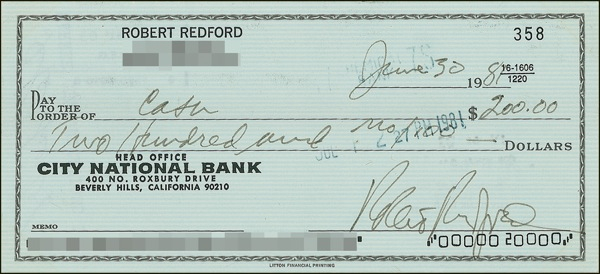 ROBERT REDFORD
358
June 30 1981
16-1606
1220
PAY TO THE ORDER OF Cash $200.00
Two Hundred and no/100 DOLLARS
HEAD OFFICE
CITY NATIONAL BANK
400 NO. ROXBURY DRIVE
BEVERLY HILLS, CALIFORNIA 90210
Robert Redford
MEMO
⑈00000 20000⑈
LITTON FINANCIAL PRINTING